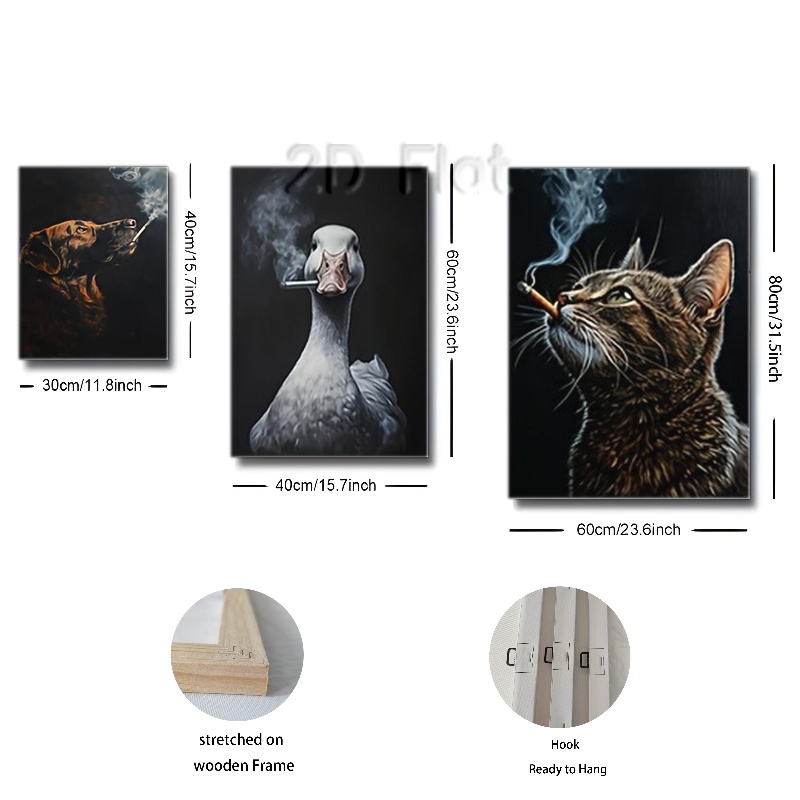 2D Flat
40cm/15.7inch
30cm/11.8inch
60cm/23.6inch
40cm/15.7inch
80cm/31.5inch
60cm/23.6inch
stretched on
wooden Frame
Hook
Ready to Hang